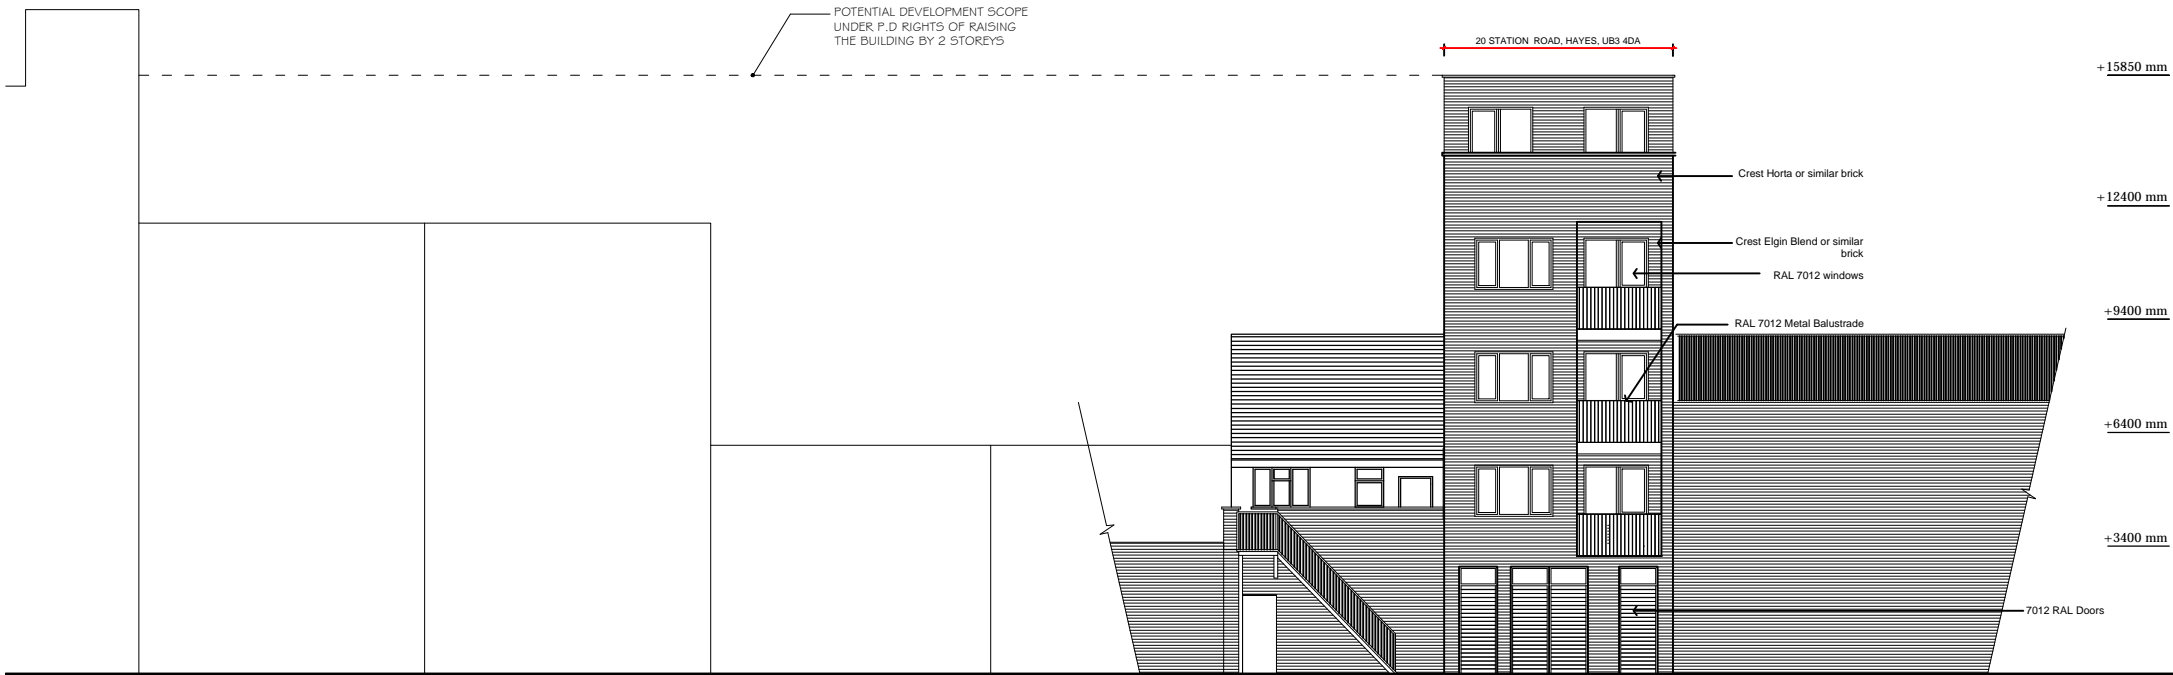 POTENTIAL DEVELOPMENT SCOPE
UNDER P.D RIGHTS OF RAISING
THE BUILDING BY 2 STOREYS
20 STATION ROAD, HAYES, UB3 4DA
+15850 mm
Crest Horta or similar brick
+12400 mm
Crest Elgin Blend or similar
brick
RAL 7012 windows
+9400 mm
RAL 7012 Metal Balustrade
+6400 mm
+3400 mm
7012 RAL Doors